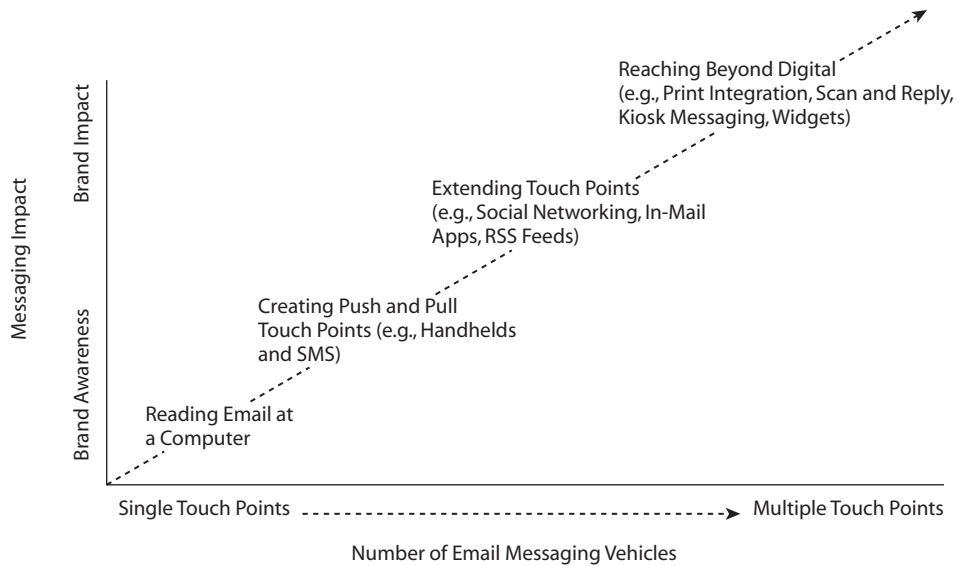 Reaching Beyond Digital
(e.g., Print Integration, Scan and Reply,
Kiosk Messaging, Widgets)
Extending Touch Points
(e.g., Social Networking, In-Mail
Apps, RSS Feeds)
Creating Push and Pull
Touch Points (e.g., Handhelds
and SMS)
Reading Email at
a Computer
Messaging Impact
Brand Impact
Brand Awareness
Single Touch Points
Multiple Touch Points
Number of Email Messaging Vehicles